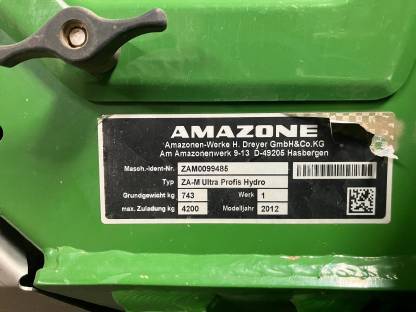 AMAZONE
Amazonen-Werke H. Dreyer GmbH&Co.KG
Am Amazonenwerk 9-13 D-49205 Hasbergen
Masch.-Ident-Nr. ZAM0099485
Typ ZA-M Ultra Profis Hydro
Grundgewicht kg 743 Werk 1
max. Zuladung kg 4200 Modelljahr 2012